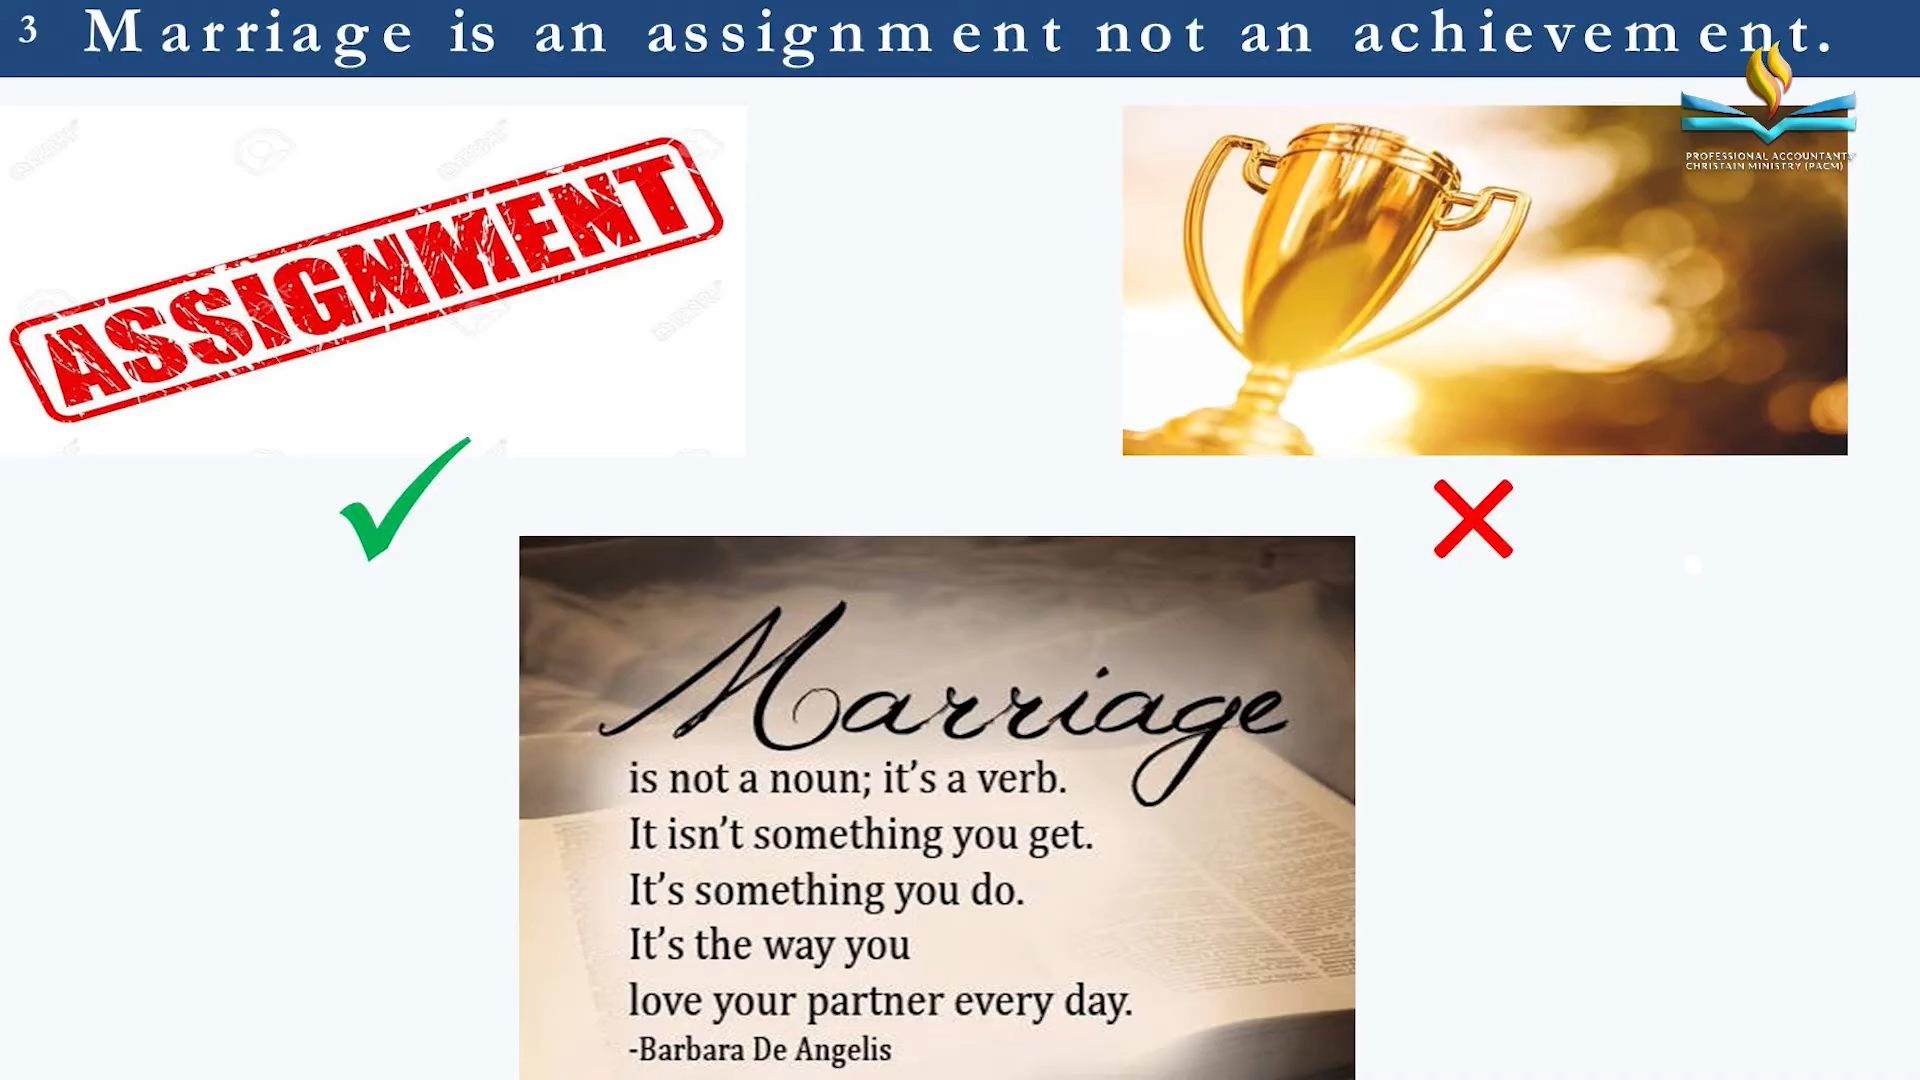 3 Marriage is an assignment not an achievement.
PROFESSIONAL ACCOUNTANT
CHRISTAIN MINISTRY (PACM)
ASSIGNMENT
Marriage
is not a noun; it's a verb.
It isn't something you get.
It's something you do.
It's the way you
love your partner every day.
-Barbara De Angelis